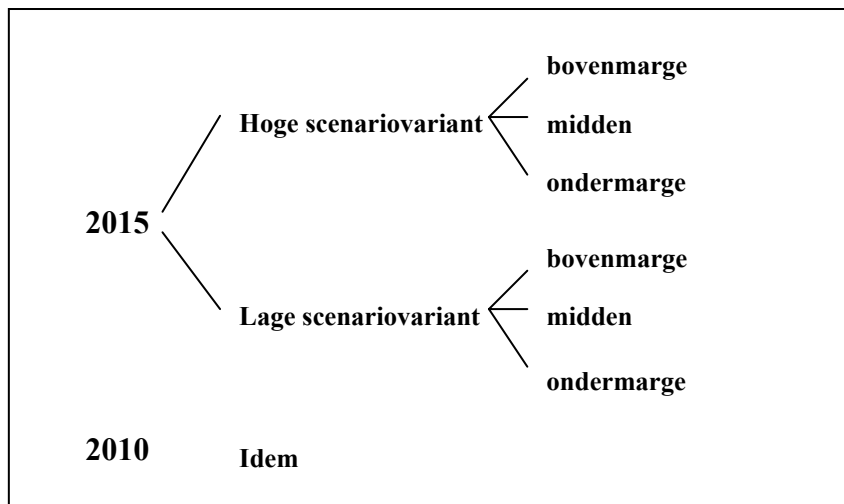 bovenmarge
Hoge scenariovariant
midden
ondermarge
2015
bovenmarge
Lage scenariovariant
midden
ondermarge
2010
Idem